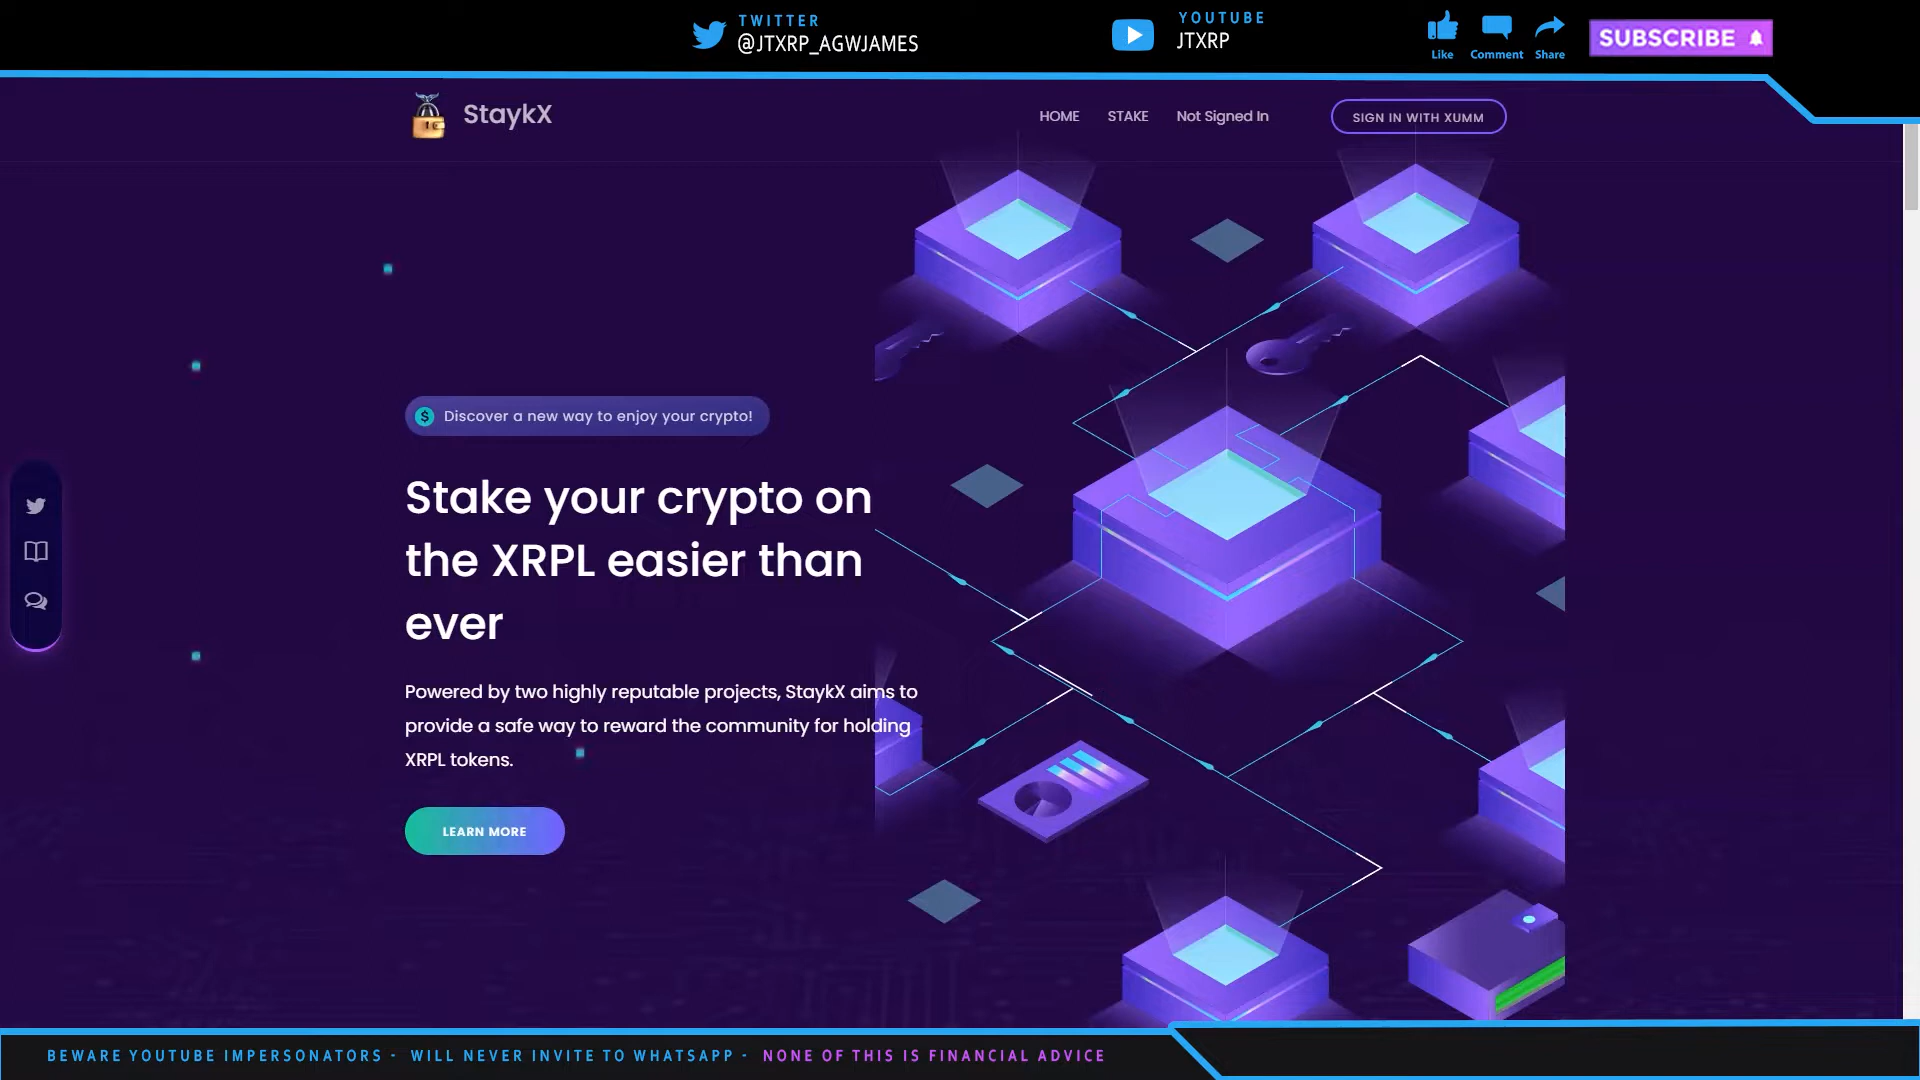 TWITTER
@JTXRP_AGWJAMES
YOUTUBE
JTXRP
Like
Comment
Share
SUBSCRIBE
StaykX
HOME
STAKE
Not Signed In
SIGN IN WITH XUMM
$ Discover a new way to enjoy your crypto!
Stake your crypto on
the XRPL easier than
ever
Powered by two highly reputable projects, StaykX aims to
provide a safe way to reward the community for holding
XRPL tokens.
LEARN MORE
BEWARE YOUTUBE IMPERSONATORS - WILL NEVER INVITE TO WHATSAPP - NONE OF THIS IS FINANCIAL ADVICE